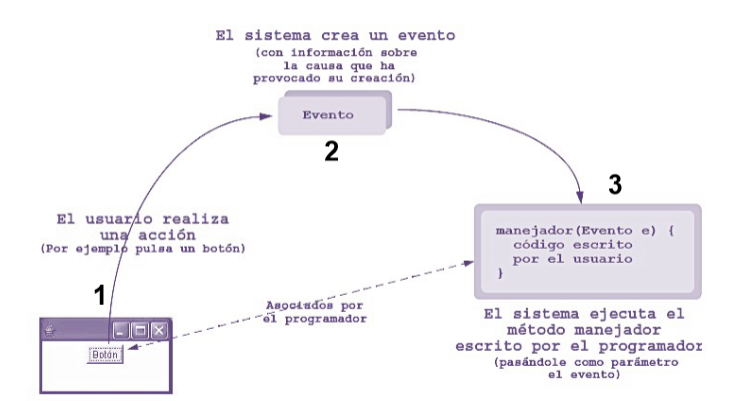 El sistema crea un evento
(con información sobre
la causa que ha
provocado su creación)
Evento
2
3
El usuario realiza
una acción
(Por ejemplo pulsa un botón)
manejador(Evento e) {
código escrito
por el usuario
}
1
Asociados por
el programador
Botón
El sistema ejecuta el
método manejador
escrito por el programador
(pasándole como parámetro
el evento)